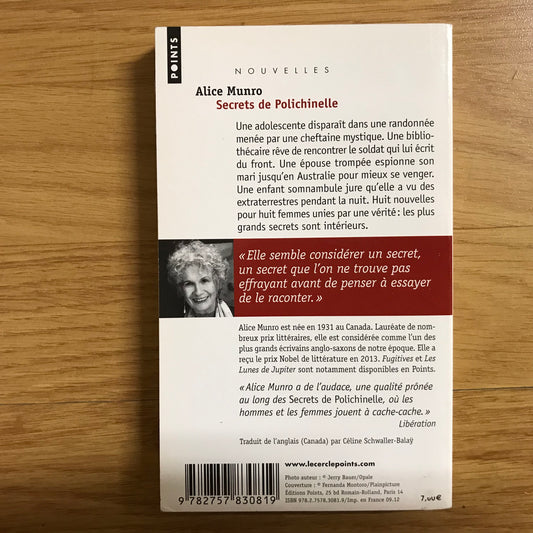 POINTS
NOUVELLES
Alice Munro
Secrets de Polichinelle
Une adolescente disparaît dans une randonnée
menée par une cheftaine mystique. Une biblio-
thécaire rêve de rencontrer le soldat qui lui écrit
du front. Une épouse trompée espionne son
mari jusqu'en Australie pour mieux se venger.
Une enfant somnambule jure qu'elle a vu des
extraterrestres pendant la nuit. Huit nouvelles
pour huit femmes unies par une vérité : les plus
grands secrets sont intérieurs.
« Elle semble considérer un secret,
un secret que l'on ne trouve pas
effrayant avant de penser à essayer
de le raconter. »
Alice Munro est née en 1931 au Canada. Lauréate de nom-
breux prix littéraires, elle est considérée comme l'un des
plus grands écrivains anglo-saxons de notre époque. Elle a
reçu le prix Nobel de littérature en 2013. Fugitives et Les
Lunes de Jupiter sont notamment disponibles en Points.
« Alice Munro a de l'audace, une qualité prônée
au long des Secrets de Polichinelle, où les
hommes et les femmes jouent à cache-cache. »
Libération
Traduit de l'anglais (Canada) par Céline Schwaller-Balaÿ
www.lecerclepoints.com
Photo auteur : © Jerry Bauer/Opale
Couverture : © Fernanda Montoro/Plainpicture
Éditions Points, 25 bd Romain-Rolland, Paris 14
ISBN 978.2.7578.3081.9/Imp. en France 09.12
7,00€
9 782757 830819